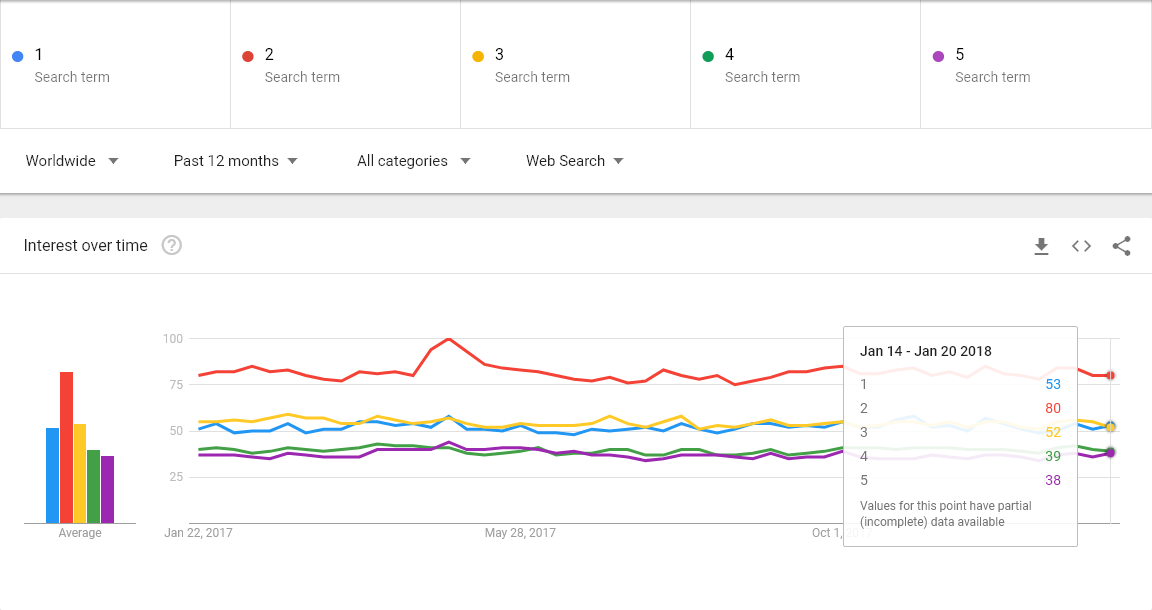 1 2 3 4 5
Search term Search term Search term Search term Search term
Worldwide Past 12 months All categories Web Search
Interest over time ?
100
75
50
25
Average
Jan 22, 2017 May 28, 2017 Oct 1,
Jan 14 - Jan 20 2018
1 53
2 80
3 52
4 39
5 38
Values for this point have partial
(incomplete) data available